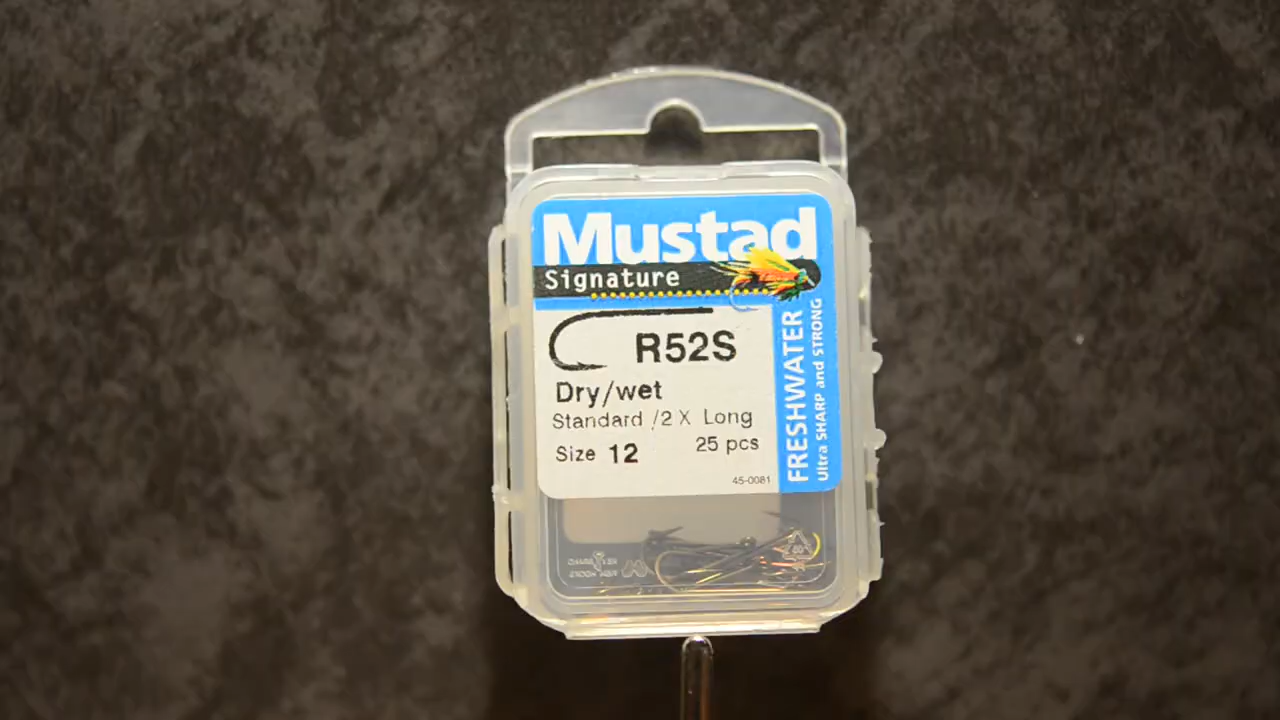 Mustad
Signature
R52S
Dry/wet
Standard /2 X Long
Size 12
25 pcs
45-0081
FRESHWATER
Ultra SHARP and STRONG